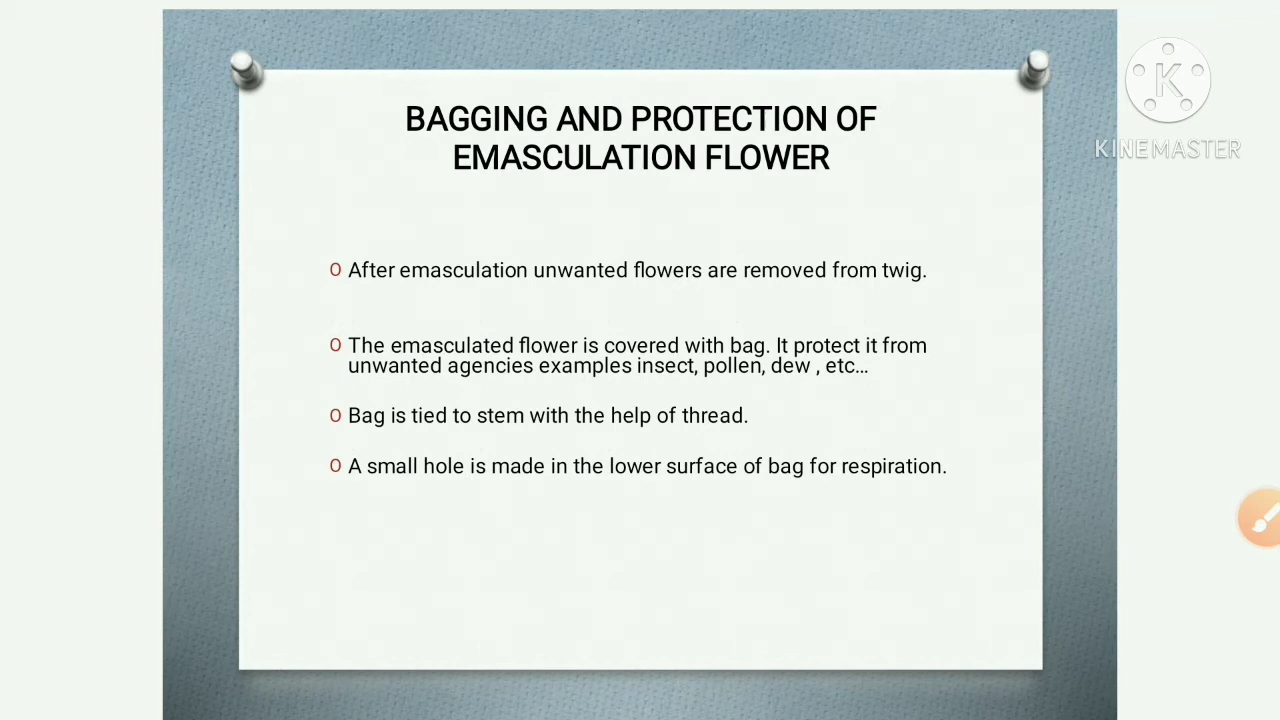 BAGGING AND PROTECTION OF
EMASCULATION FLOWER
O After emasculation unwanted flowers are removed from twig.
O The emasculated flower is covered with bag. It protect it from
unwanted agencies examples insect, pollen, dew , etc...
O Bag is tied to stem with the help of thread.
O A small hole is made in the lower surface of bag for respiration.
K
KINEMASTER